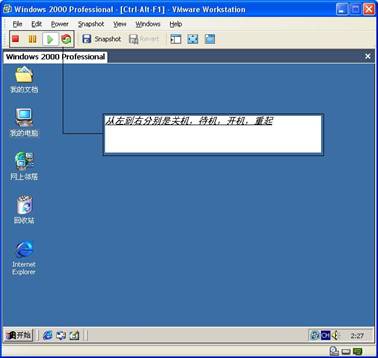 Windows 2000 Professional - [Ctrl-Alt-F1] - VMware Workstation
File Edit Power Snapshot View Windows Help
Snapshot Revert
Windows 2000 Professional
我的文档
从左到右分别是关机，待机，开机，重起
我的电脑
网上邻居
回收站
Internet
Explorer
开始 CH 2:27